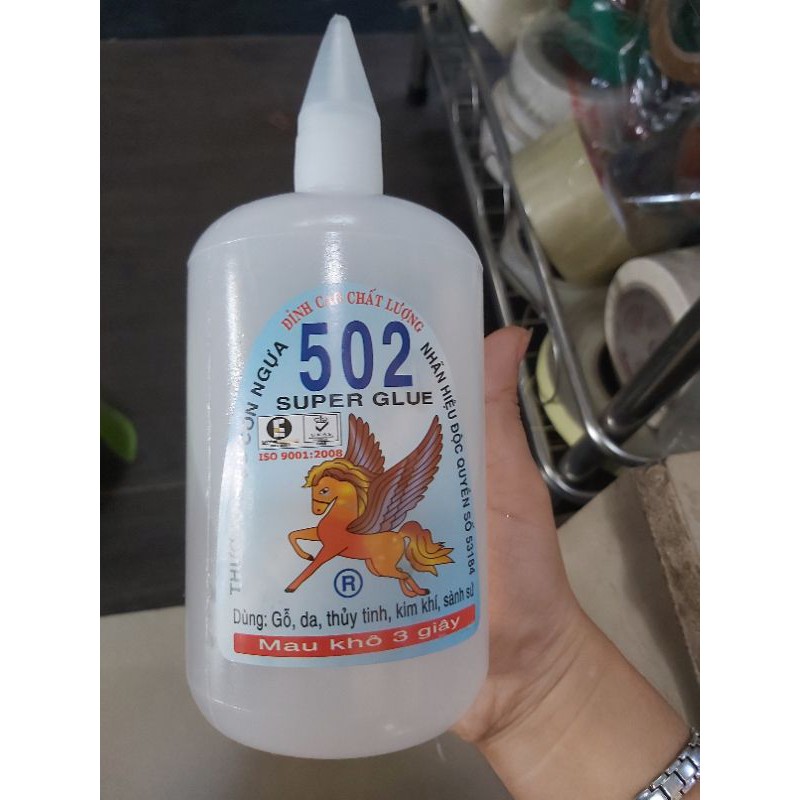 ĐỈNH CAO CHẤT LƯỢNG
CON NGỰA
502
NHÃN HIỆU ĐỘC QUYỀN SỐ 53184
SUPER GLUE
ISO 9001:2008
®
Dùng: Gỗ, da, thủy tinh, kim khí, sành sứ
Mau khô 3 giây